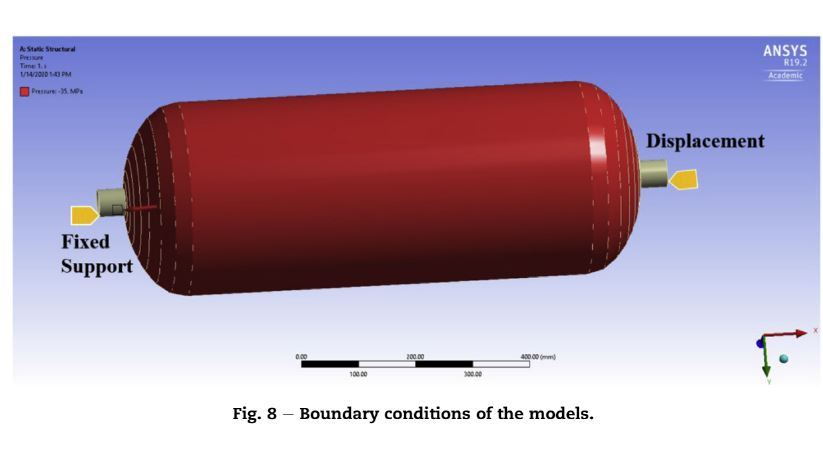 A: Static Structural
Pressure
Time: 1. s
1/14/2020 1:43 PM
Pressure: -35. MPa
ANSYS
R19.2
Academic
Displacement
Fixed
Support
0.00 200.00 400.00 (mm)
100.00 300.00
X
Y
Fig. 8 – Boundary conditions of the models.